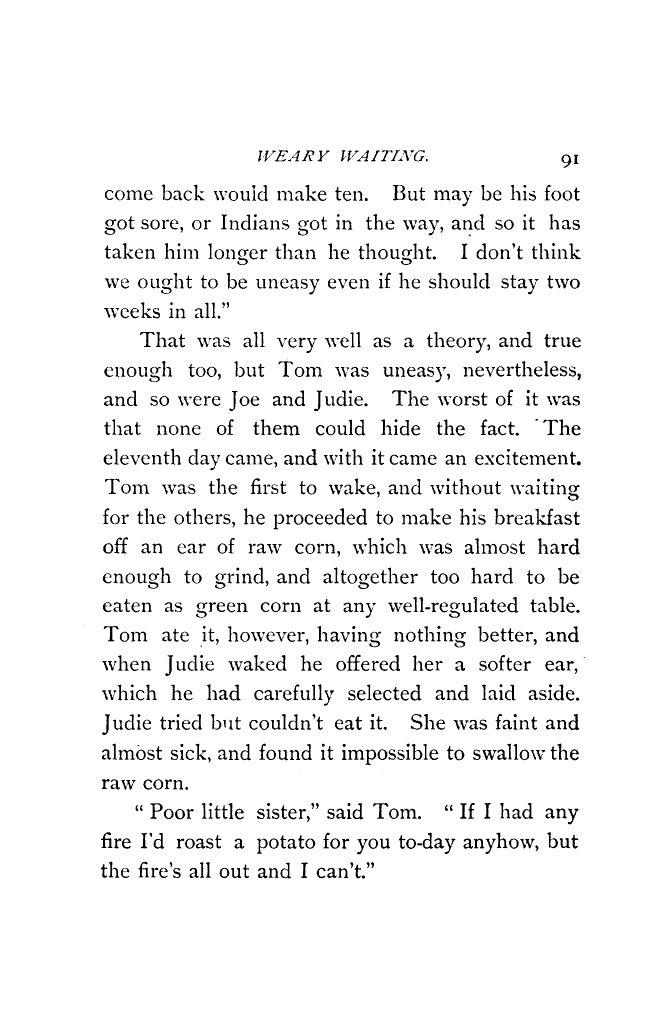 WEARY WAITING. 91
come back would make ten. But may be his foot
got sore, or Indians got in the way, and so it has
taken him longer than he thought. I don't think
we ought to be uneasy even if he should stay two
weeks in all."
That was all very well as a theory, and true
enough too, but Tom was uneasy, nevertheless,
and so were Joe and Judie. The worst of it was
that none of them could hide the fact. The
eleventh day came, and with it came an excitement.
Tom was the first to wake, and without waiting
for the others, he proceeded to make his breakfast
off an ear of raw corn, which was almost hard
enough to grind, and altogether too hard to be
eaten as green corn at any well-regulated table.
Tom ate it, however, having nothing better, and
when Judie waked he offered her a softer ear,
which he had carefully selected and laid aside.
Judie tried but couldn't eat it. She was faint and
almost sick, and found it impossible to swallow the
raw corn.
" Poor little sister," said Tom. " If I had any
fire I'd roast a potato for you to-day anyhow, but
the fire's all out and I can't."